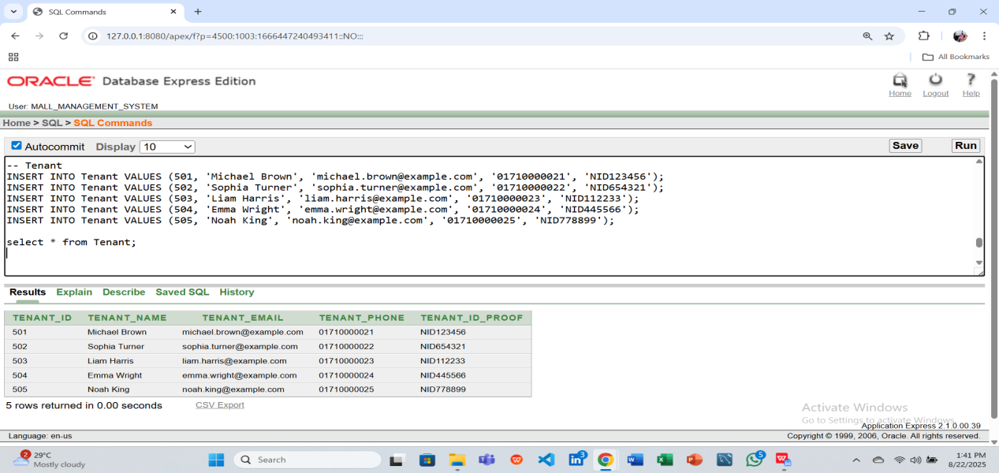 SQL Commands
127.0.0.1:8080/apex/f?p=4500:1003:1666447240493411::NO:::
All Bookmarks
ORACLE Database Express Edition
Home Logout Help
User: MALL_MANAGEMENT_SYSTEM
Home > SQL > SQL Commands
Autocommit Display 10 Save Run
-- Tenant
INSERT INTO Tenant VALUES (501, 'Michael Brown', 'michael.brown@example.com', '01710000021', 'NID123456');
INSERT INTO Tenant VALUES (502, 'Sophia Turner', 'sophia.turner@example.com', '01710000022', 'NID654321');
INSERT INTO Tenant VALUES (503, 'Liam Harris', 'liam.harris@example.com', '01710000023', 'NID112233');
INSERT INTO Tenant VALUES (504, 'Emma Wright', 'emma.wright@example.com', '01710000024', 'NID445566');
INSERT INTO Tenant VALUES (505, 'Noah King', 'noah.king@example.com', '01710000025', 'NID778899');
select * from Tenant;
Results Explain Describe Saved SQL History
TENANT_ID TENANT_NAME TENANT_EMAIL TENANT_PHONE TENANT_ID_PROOF
501 Michael Brown michael.brown@example.com 01710000021 NID123456
502 Sophia Turner sophia.turner@example.com 01710000022 NID654321
503 Liam Harris liam.harris@example.com 01710000023 NID112233
504 Emma Wright emma.wright@example.com 01710000024 NID445566
505 Noah King noah.king@example.com 01710000025 NID778899
5 rows returned in 0.00 seconds CSV Export
Activate Windows
Go to Settings to activate Windows.
Application Express 2.1.0.00.39
Language: en-us Copyright © 1999, 2006, Oracle. All rights reserved.
2 29°C
Mostly cloudy
Search
3
5
1:41 PM
8/22/2025